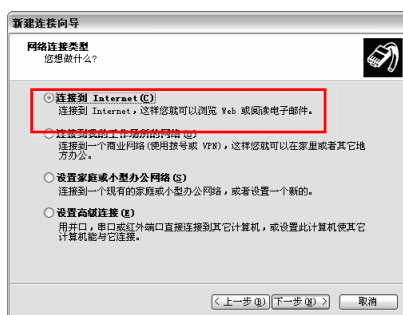 新建连接向导
网络连接类型
您想做什么?
连接到 Internet(C)
连接到 Internet,这样您就可以浏览 Web 或阅读电子邮件。
连接到我的工作场所的网络(O)
连接到一个商业网络(使用拨号或 VPN),这样您就可以在家里或者其它地
方办公。
设置家庭或小型办公网络(S)
连接到一个现有的家庭或小型办公网络,或者设置一个新的。
设置高级连接(E)
用并口,串口或红外端口直接连接到其它计算机,或设置此计算机使其它
计算机能与它连接。
< 上一步(B) 下一步(N) > 取消